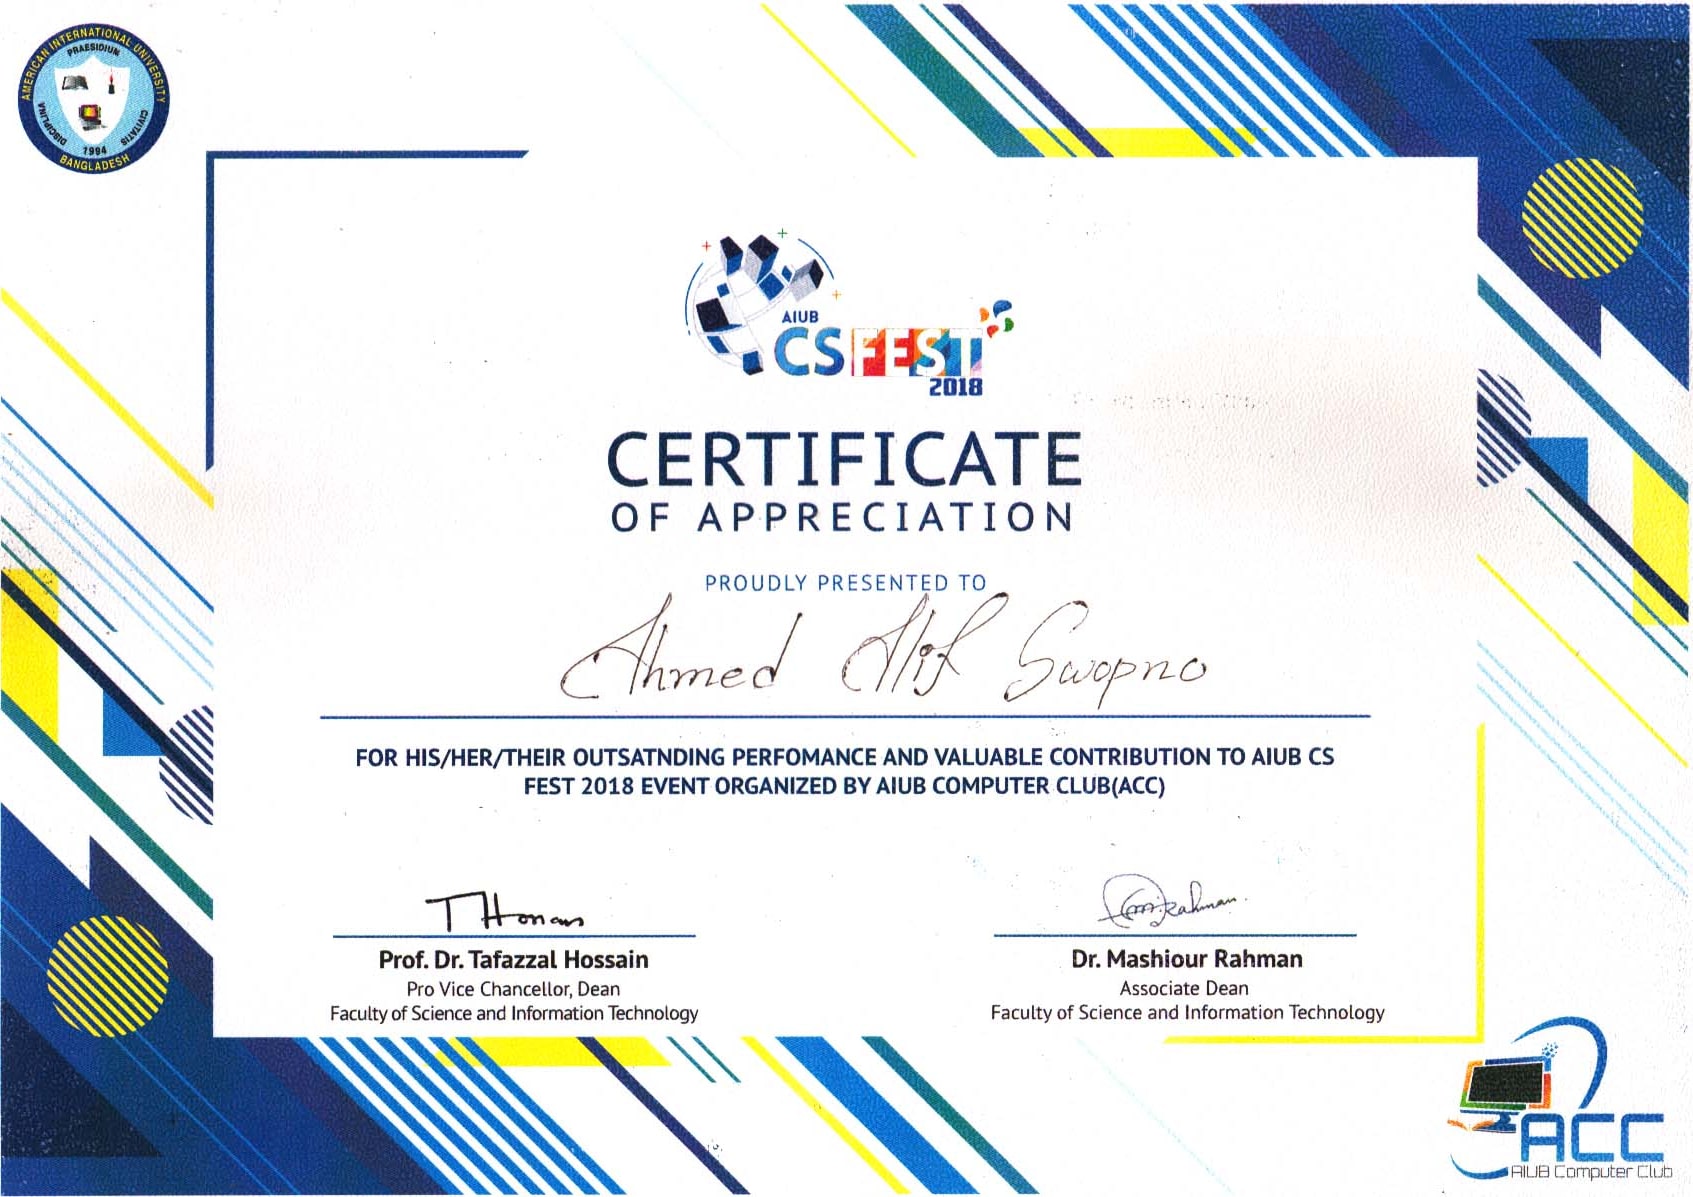 AMERICAN INTERNATIONAL UNIVERSITY
PRAESIDIUM
DISCIPLINA
CIVITATIS
1994
BANGLADESH
AIUB
CS FEST
2018
CERTIFICATE
OF APPRECIATION
PROUDLY PRESENTED TO
Ahmed Alif Swopno
FOR HIS/HER/THEIR OUTSATNDING PERFOMANCE AND VALUABLE CONTRIBUTION TO AIUB CS
FEST 2018 EVENT ORGANIZED BY AIUB COMPUTER CLUB(ACC)
Prof. Dr. Tafazzal Hossain
Pro Vice Chancellor, Dean
Faculty of Science and Information Technology
Dr. Mashiour Rahman
Associate Dean
Faculty of Science and Information Technology
ACC
AIUB Computer Club